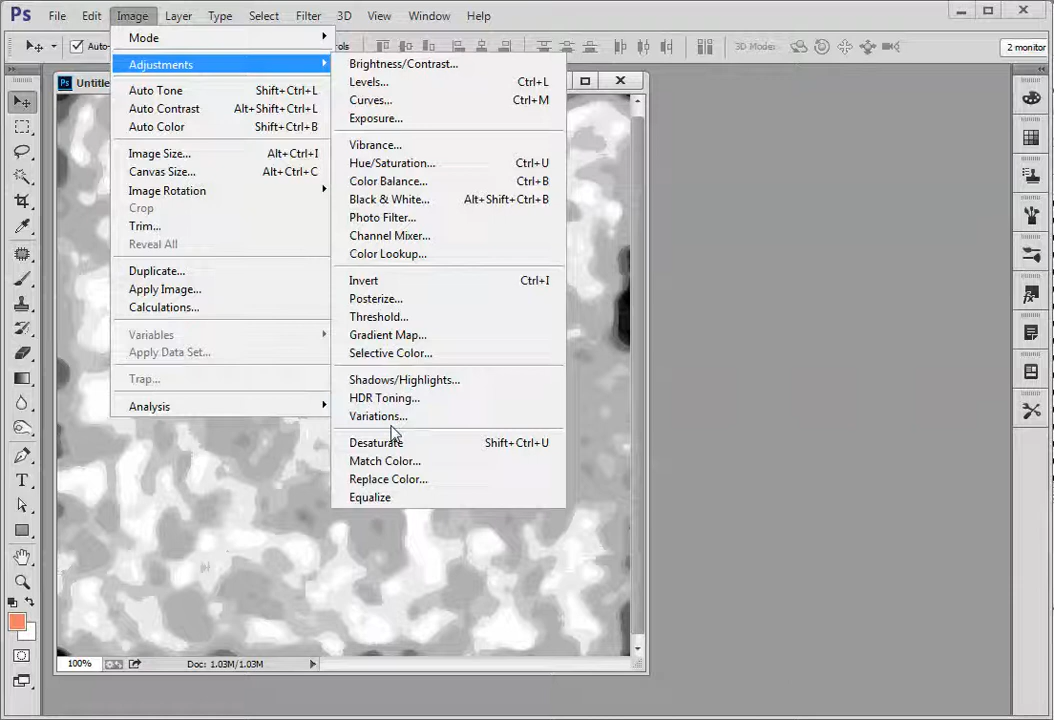 Ps File Edit Image Layer Type Select Filter 3D View Window Help
Auto- ols 3D Mode: 2 monitor
Ps Untitle
Mode
Adjustments
Auto Tone Shift+Ctrl+L
Auto Contrast Alt+Shift+Ctrl+L
Auto Color Shift+Ctrl+B
Image Size... Alt+Ctrl+I
Canvas Size... Alt+Ctrl+C
Image Rotation
Crop
Trim...
Reveal All
Duplicate...
Apply Image...
Calculations...
Variables
Apply Data Set...
Trap...
Analysis
Brightness/Contrast...
Levels... Ctrl+L
Curves... Ctrl+M
Exposure...
Vibrance...
Hue/Saturation... Ctrl+U
Color Balance... Ctrl+B
Black & White... Alt+Shift+Ctrl+B
Photo Filter...
Channel Mixer...
Color Lookup...
Invert Ctrl+I
Posterize...
Threshold...
Gradient Map...
Selective Color...
Shadows/Highlights...
HDR Toning...
Variations...
Desaturate Shift+Ctrl+U
Match Color...
Replace Color...
Equalize
100% Doc: 1.03M/1.03M